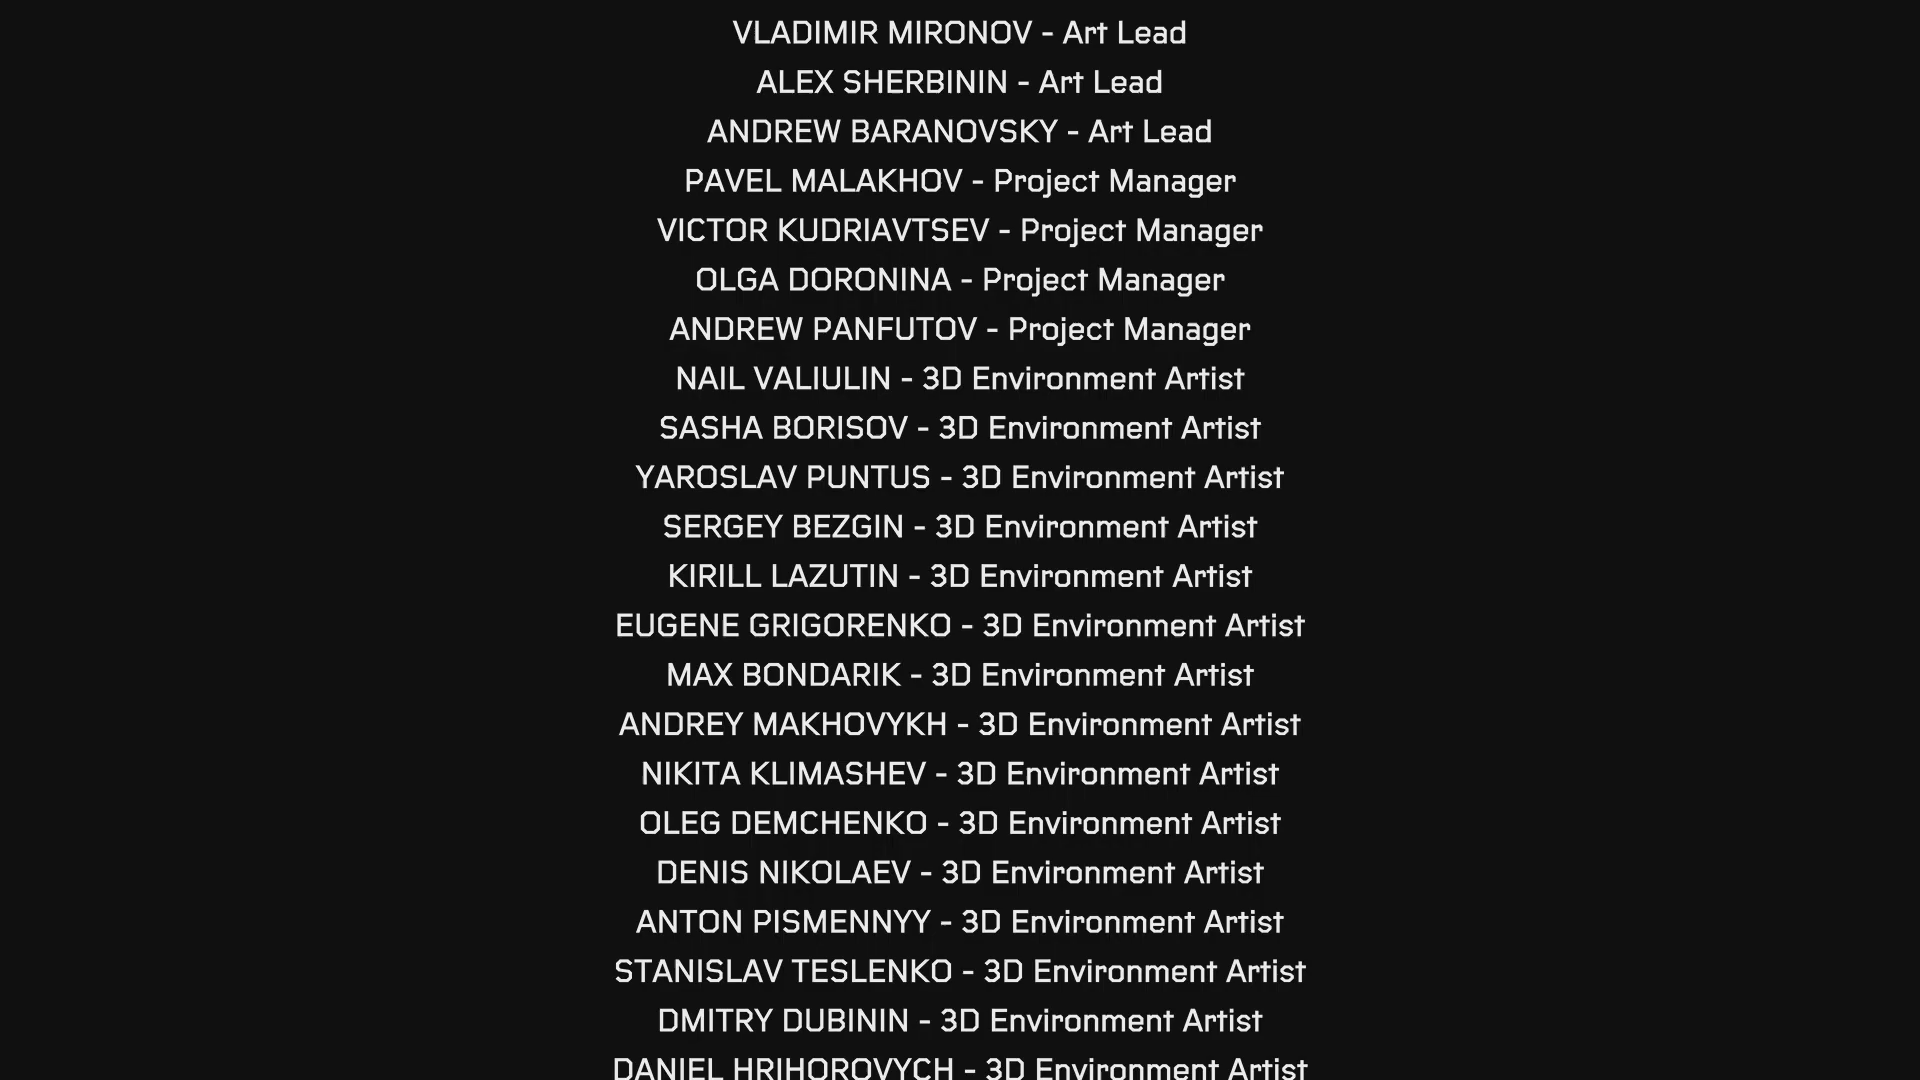 VLADIMIR MIRONOV - Art Lead
ALEX SHERBININ - Art Lead
ANDREW BARANOVSKY - Art Lead
PAVEL MALAKHOV - Project Manager
VICTOR KUDRIAVTSEV - Project Manager
OLGA DORONINA - Project Manager
ANDREW PANFUTOV - Project Manager
NAIL VALIULIN - 3D Environment Artist
SASHA BORISOV - 3D Environment Artist
YAROSLAV PUNTUS - 3D Environment Artist
SERGEY BEZGIN - 3D Environment Artist
KIRILL LAZUTIN - 3D Environment Artist
EUGENE GRIGORENKO - 3D Environment Artist
MAX BONDARIK - 3D Environment Artist
ANDREY MAKHOVYKH - 3D Environment Artist
NIKITA KLIMASHEV - 3D Environment Artist
OLEG DEMCHENKO - 3D Environment Artist
DENIS NIKOLAEV - 3D Environment Artist
ANTON PISMENNYY - 3D Environment Artist
STANISLAV TESLENKO - 3D Environment Artist
DMITRY DUBININ - 3D Environment Artist
DANIEL HRIHOROVYCH - 3D Environment Artist